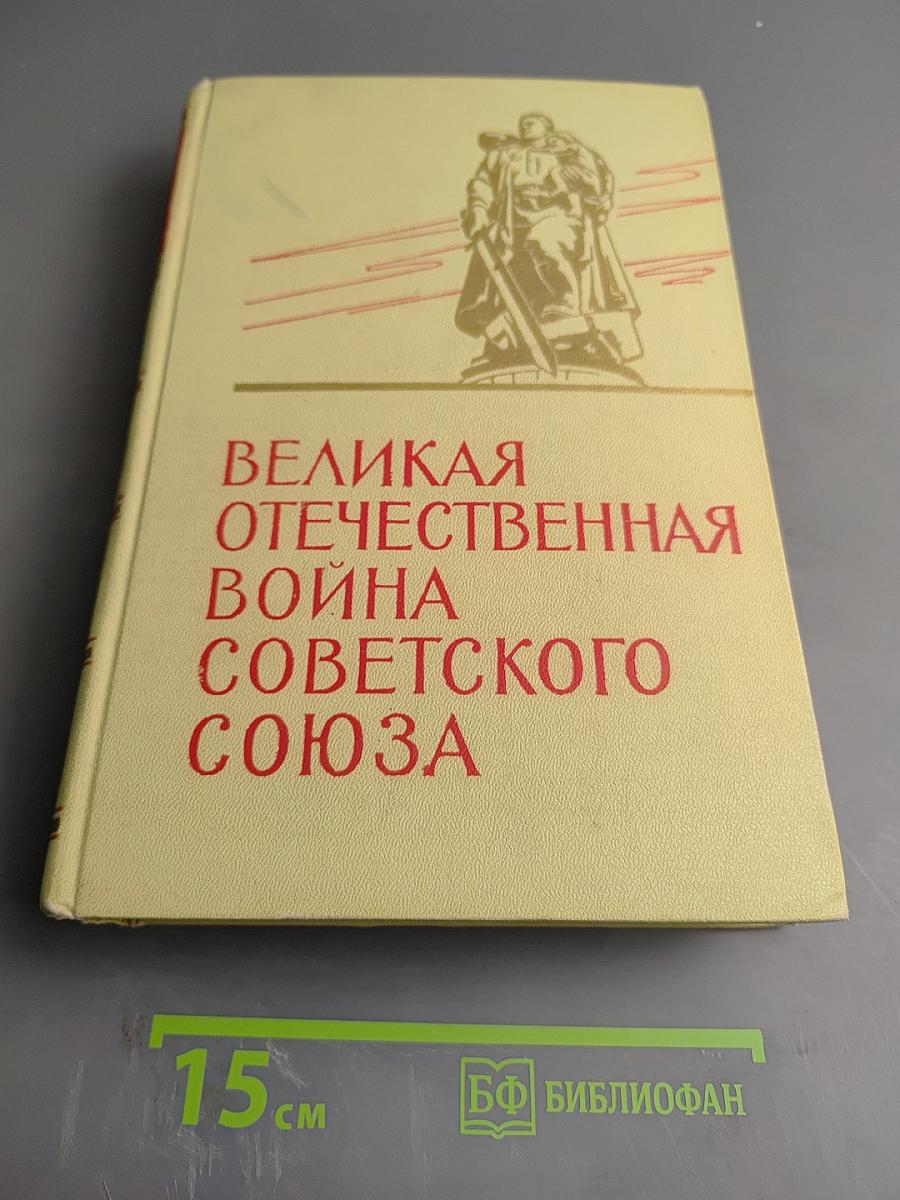 ВЕЛИКАЯ
ОТЕЧЕСТВЕННАЯ
ВОЙНА
СОВЕТСКОГО
СОЮЗА
15 см
БФ БИБЛИОФАН